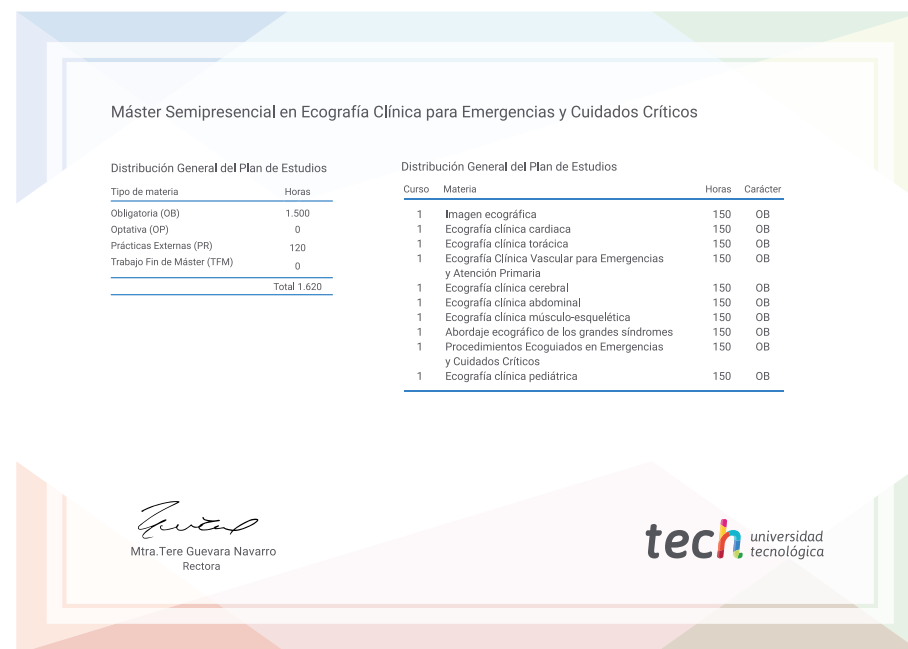 Máster Semipresencial en Ecografía Clínica para Emergencias y Cuidados Críticos
Distribución General del Plan de Estudios
Tipo de materia Horas
Obligatoria (OB) 1.500
Optativa (OP) 0
Prácticas Externas (PR) 120
Trabajo Fin de Máster (TFM) 0
Total 1.620
Distribución General del Plan de Estudios
Curso Materia Horas Carácter
1 Imagen ecográfica 150 OB
1 Ecografía clínica cardiaca 150 OB
1 Ecografía clínica torácica 150 OB
1 Ecografía Clínica Vascular para Emergencias 150 OB
y Atención Primaria
1 Ecografía clínica cerebral 150 OB
1 Ecografía clínica abdominal 150 OB
1 Ecografía clínica músculo-esquelética 150 OB
1 Abordaje ecográfico de los grandes síndromes 150 OB
1 Procedimientos Ecoguiados en Emergencias 150 OB
y Cuidados Críticos
1 Ecografía clínica pediátrica 150 OB
Mtra.Tere Guevara Navarro
Rectora
tech universidad
tecnológica